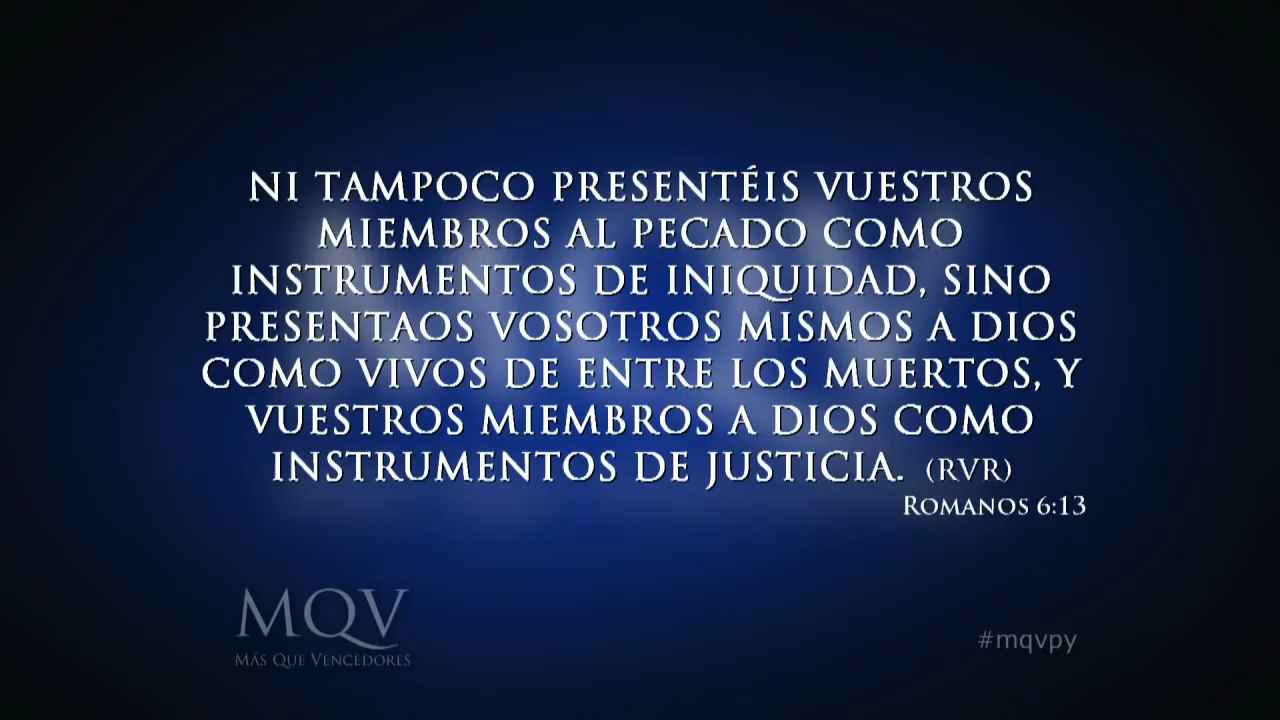 NI TAMPOCO PRESENTÉIS VUESTROS
MIEMBROS AL PECADO COMO
INSTRUMENTOS DE INIQUIDAD, SINO
PRESENTAOS VOSOTROS MISMOS A DIOS
COMO VIVOS DE ENTRE LOS MUERTOS, Y
VUESTROS MIEMBROS A DIOS COMO
INSTRUMENTOS DE JUSTICIA. (RVR)
ROMANOS 6:13
MQV
MÁS QUE VENCEDORES
#mqvpy